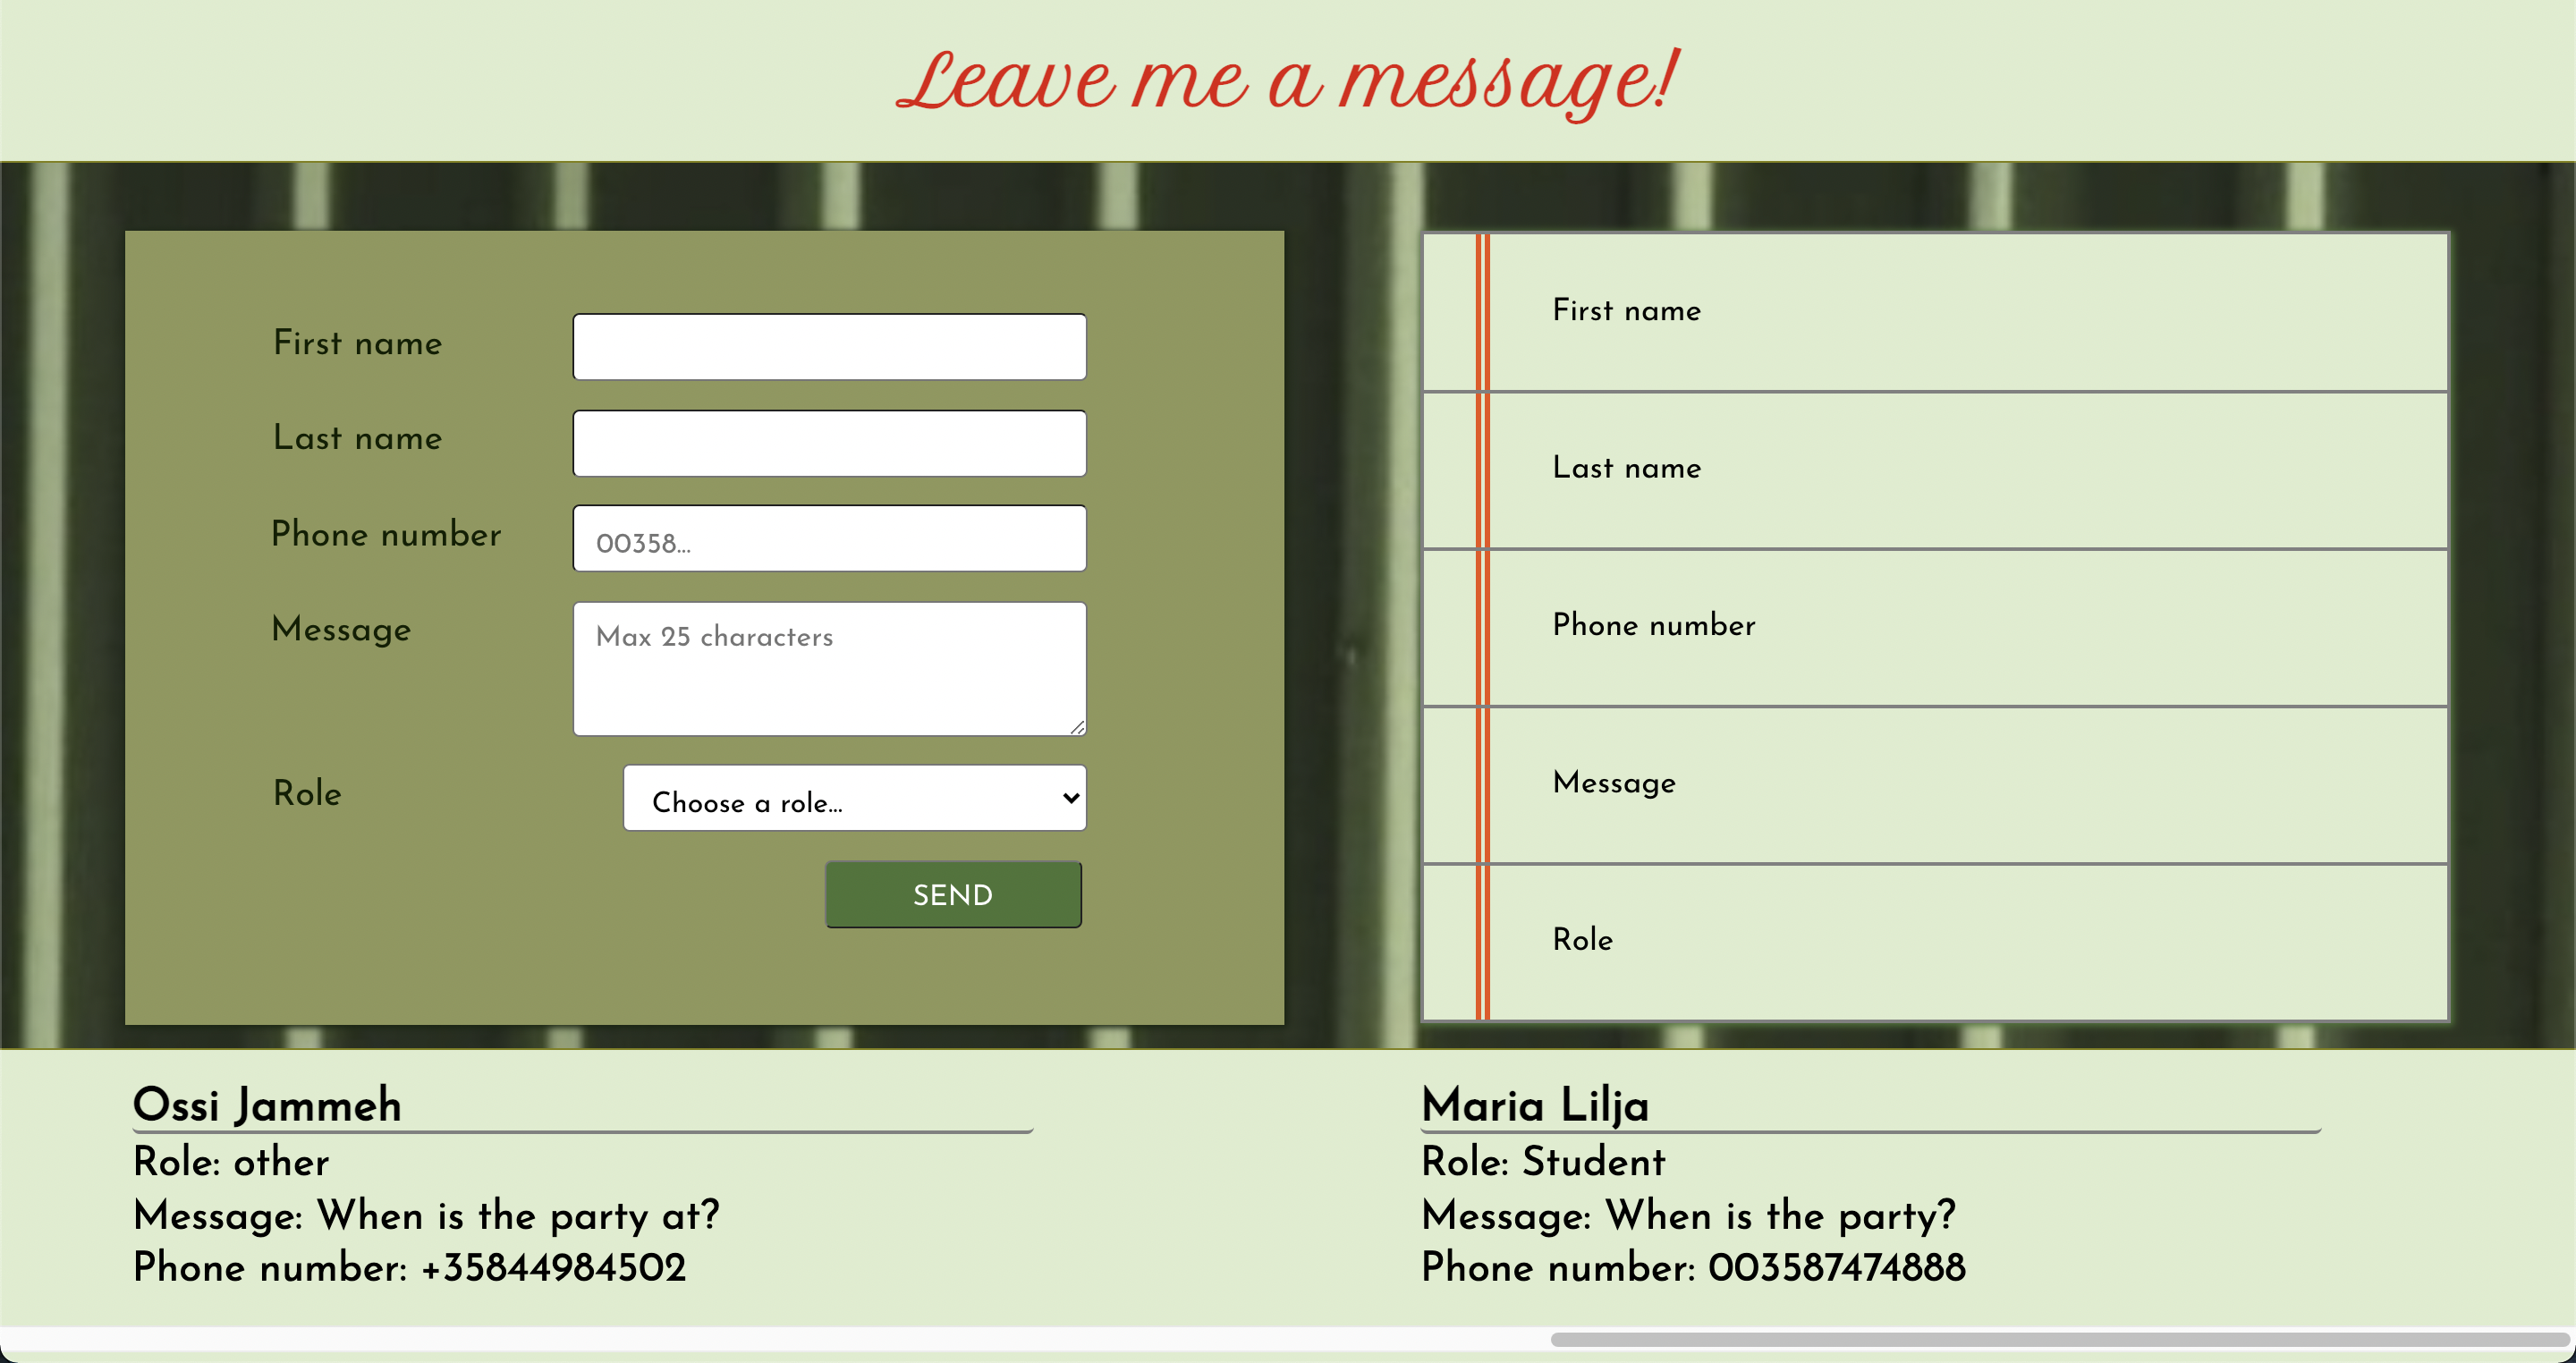 Leave me a message!
First name
Last name
Phone number
00358...
Message
Max 25 characters
Role
Choose a role...
SEND
First name
Last name
Phone number
Message
Role
Ossi Jammeh
Role: other
Message: When is the party at?
Phone number: +35844984502
Maria Lilja
Role: Student
Message: When is the party?
Phone number: 003587474888